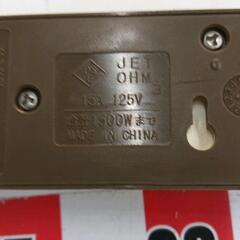 JET
OHM
15A 125V
合計1500Wまで
MADE IN CHINA